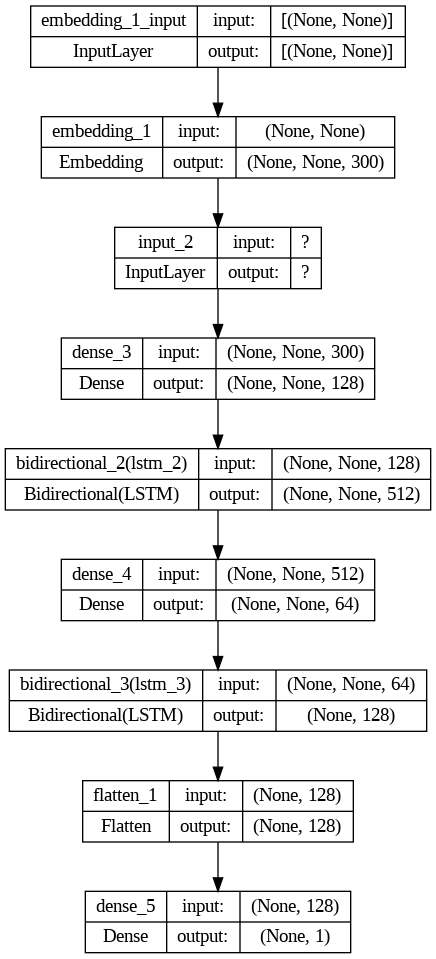 embedding_1_input input: [(None, None)]
InputLayer output: [(None, None)]
embedding_1 input: (None, None)
Embedding output: (None, None, 300)
input_2 input: ?
InputLayer output: ?
dense_3 input: (None, None, 300)
Dense output: (None, None, 128)
bidirectional_2(lstm_2) input: (None, None, 128)
Bidirectional(LSTM) output: (None, None, 512)
dense_4 input: (None, None, 512)
Dense output: (None, None, 64)
bidirectional_3(lstm_3) input: (None, None, 64)
Bidirectional(LSTM) output: (None, 128)
flatten_1 input: (None, 128)
Flatten output: (None, 128)
dense_5 input: (None, 128)
Dense output: (None, 1)